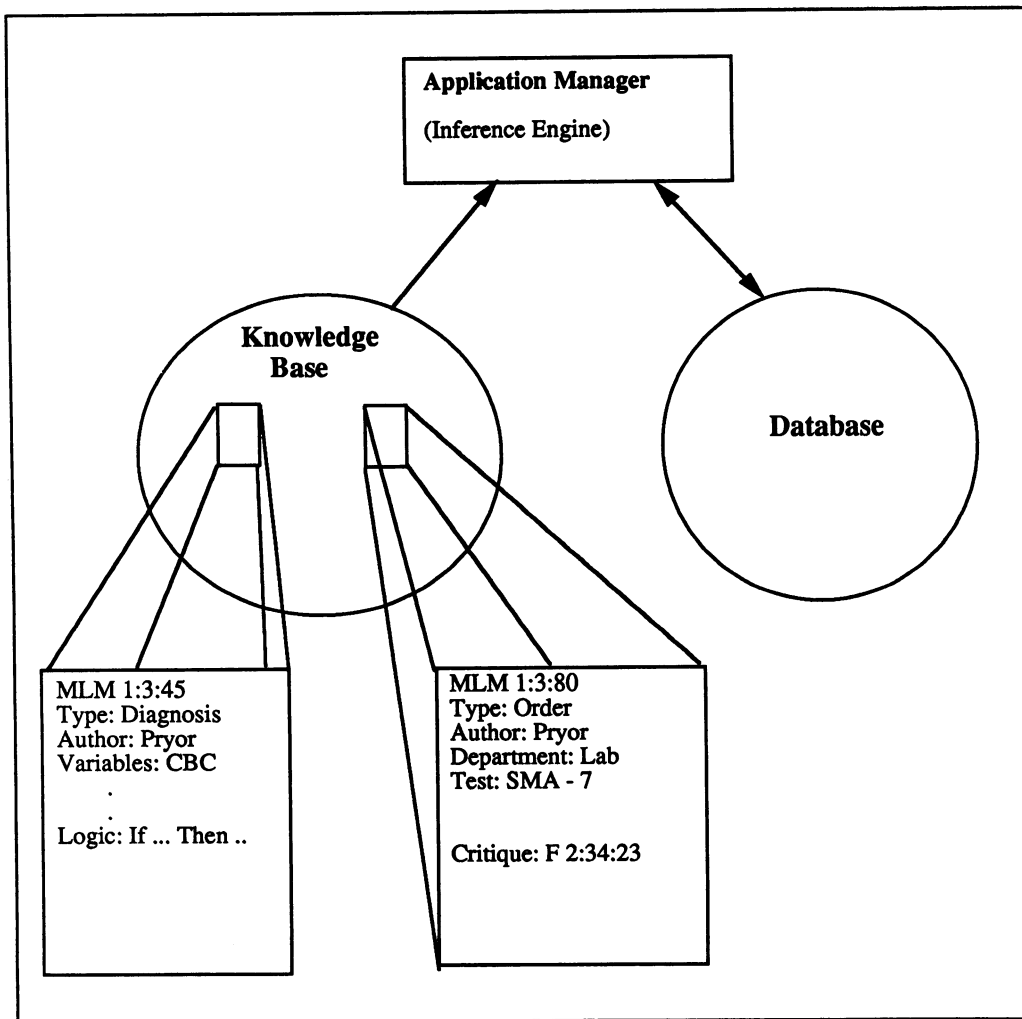 Application Manager
(Inference Engine)
Knowledge
Base
Database
MLM 1:3:45
Type: Diagnosis
Author: Pryor
Variables: CBC
.
.
Logic: If ... Then ..
MLM 1:3:80
Type: Order
Author: Pryor
Department: Lab
Test: SMA - 7
Critique: F 2:34:23